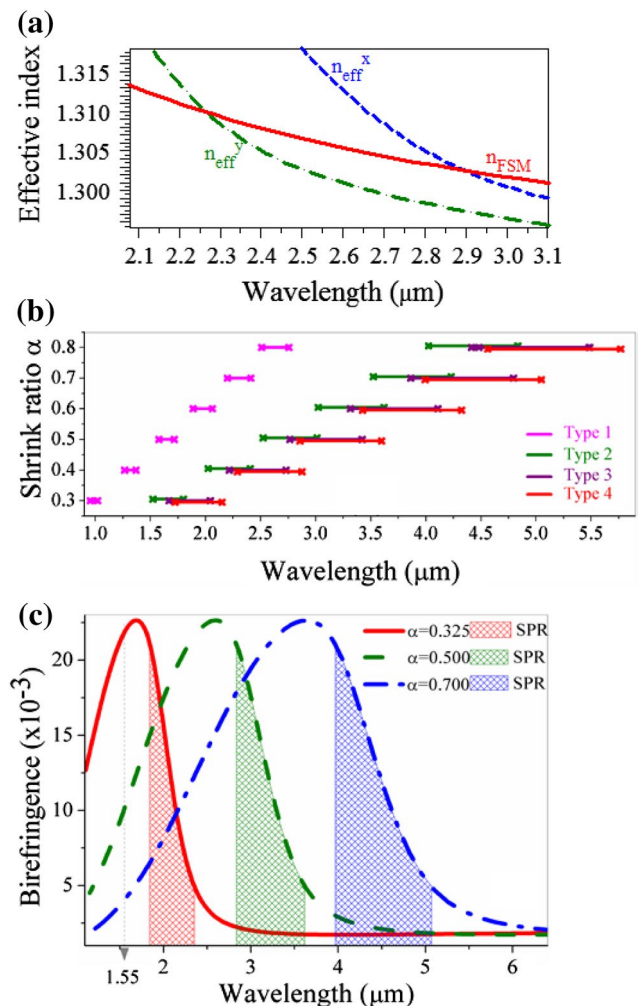 (a)
Effective index
1.315
1.310
1.305
1.300
n_eff^x
n_eff^y
n_FSM
2.1 2.2 2.3 2.4 2.5 2.6 2.7 2.8 2.9 3.0 3.1
Wavelength (μm)
(b)
Shrink ratio α
0.8
0.7
0.6
0.5
0.4
0.3
Type 1
Type 2
Type 3
Type 4
1.0 1.5 2.0 2.5 3.0 3.5 4.0 4.5 5.0 5.5
Wavelength (μm)
(c)
Birefringence (x10⁻³)
20
15
10
5
α=0.325 SPR
α=0.500 SPR
α=0.700 SPR
1.55
2 3 4 5 6
Wavelength (μm)